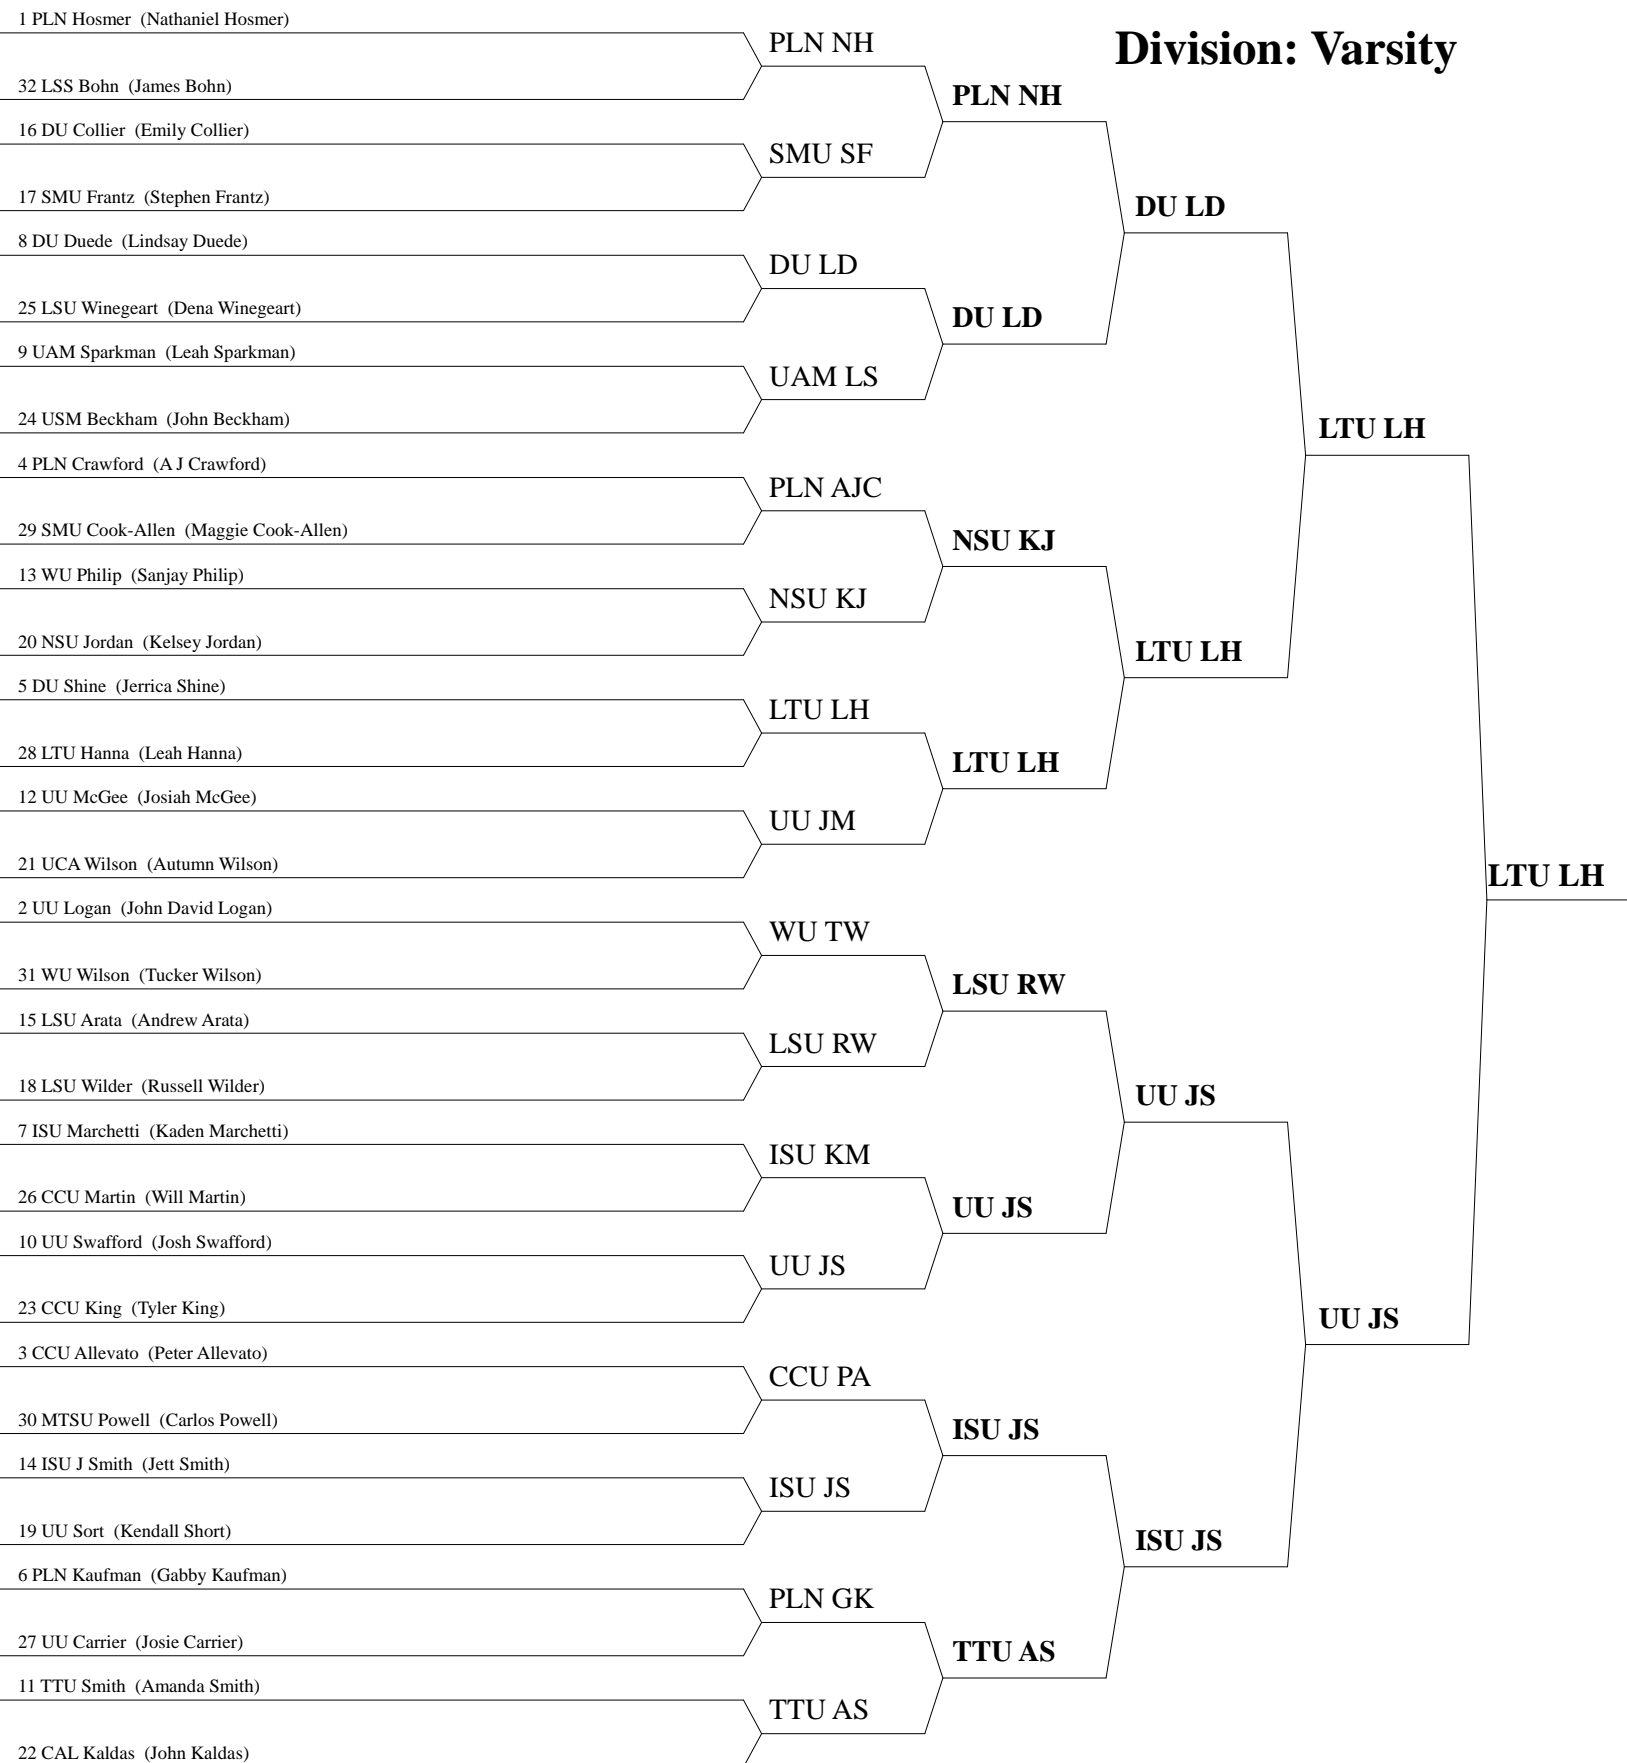 Division: Varsity
1 PLN Hosmer (Nathaniel Hosmer)
32 LSS Bohn (James Bohn)
16 DU Collier (Emily Collier)
17 SMU Frantz (Stephen Frantz)
8 DU Duede (Lindsay Duede)
25 LSU Winegeart (Dena Winegeart)
9 UAM Sparkman (Leah Sparkman)
24 USM Beckham (John Beckham)
4 PLN Crawford (A J Crawford)
29 SMU Cook-Allen (Maggie Cook-Allen)
13 WU Philip (Sanjay Philip)
20 NSU Jordan (Kelsey Jordan)
5 DU Shine (Jerrica Shine)
28 LTU Hanna (Leah Hanna)
12 UU McGee (Josiah McGee)
21 UCA Wilson (Autumn Wilson)
2 UU Logan (John David Logan)
31 WU Wilson (Tucker Wilson)
15 LSU Arata (Andrew Arata)
18 LSU Wilder (Russell Wilder)
7 ISU Marchetti (Kaden Marchetti)
26 CCU Martin (Will Martin)
10 UU Swafford (Josh Swafford)
23 CCU King (Tyler King)
3 CCU Allevato (Peter Allevato)
30 MTSU Powell (Carlos Powell)
14 ISU J Smith (Jett Smith)
19 UU Sort (Kendall Short)
6 PLN Kaufman (Gabby Kaufman)
27 UU Carrier (Josie Carrier)
11 TTU Smith (Amanda Smith)
22 CAL Kaldas (John Kaldas)
PLN NH
SMU SF
DU LD
UAM LS
PLN AJC
NSU KJ
LTU LH
UU JM
WU TW
LSU RW
ISU KM
UU JS
CCU PA
ISU JS
PLN GK
TTU AS
PLN NH
DU LD
NSU KJ
LTU LH
LSU RW
UU JS
ISU JS
TTU AS
DU LD
LTU LH
UU JS
ISU JS
LTU LH
UU JS
LTU LH